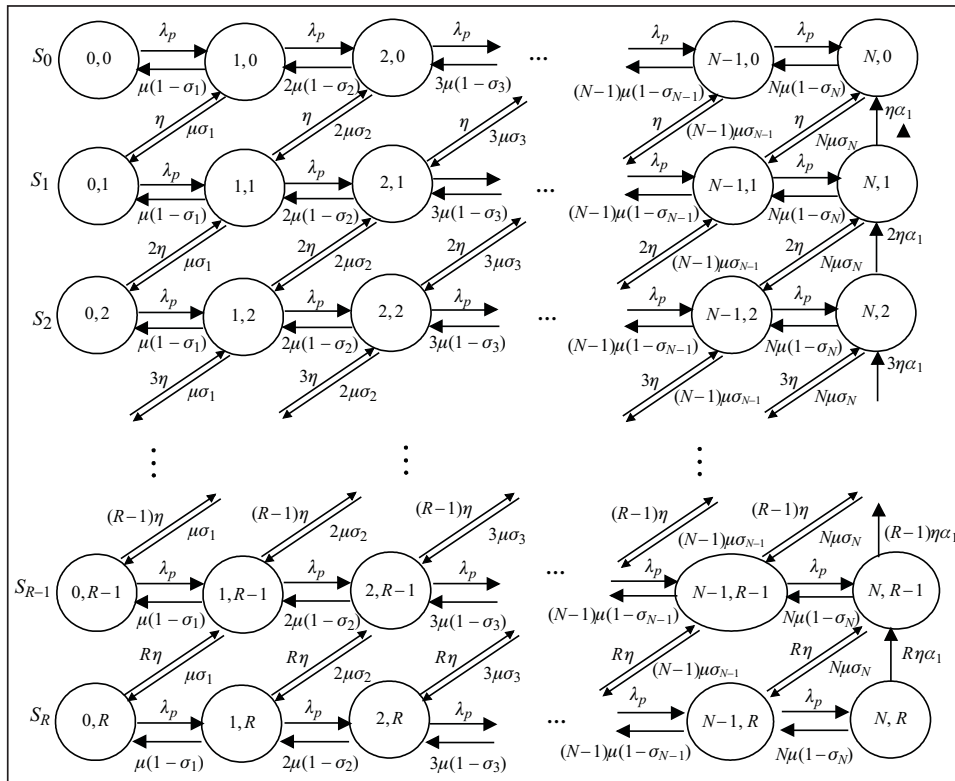 λp λp λp λp λp
S0 0, 0 1, 0 2, 0 ... N−1, 0 N, 0
μ(1−σ1) 2μ(1−σ2) 3μ(1−σ3) (N−1)μ(1−σN−1) Nμ(1−σN)
η μσ1 η 2μσ2 η 3μσ3 η (N−1)μσN−1 η NμσN ηα1
λp λp λp λp
S1 0, 1 1, 1 2, 1 ... N−1, 1 N, 1
μ(1−σ1) 2μ(1−σ2) 3μ(1−σ3) (N−1)μ(1−σN−1) Nμ(1−σN)
2η μσ1 2η 2μσ2 3μσ3 2η (N−1)μσN−1 2η NμσN 2ηα1
λp λp λp λp λp
S2 0, 2 1, 2 2, 2 ... N−1, 2 N, 2
μ(1−σ1) 2μ(1−σ2) 3μ(1−σ3) (N−1)μ(1−σN−1) Nμ(1−σN)
3η μσ1 3η 2μσ2 3η (N−1)μσN−1 3η NμσN 3ηα1
⋮ ⋮ ⋮
(R−1)η μσ1 (R−1)η 2μσ2 (R−1)η 3μσ3 (R−1)η (N−1)μσN−1 (R−1)η NμσN (R−1)ηα1
λp λp λp ... λp λp
SR−1 0, R−1 1, R−1 2, R−1 N−1, R−1 N, R−1
μ(1−σ1) 2μ(1−σ2) 3μ(1−σ3) (N−1)μ(1−σN−1) Nμ(1−σN)
Rη μσ1 Rη 2μσ2 Rη 3μσ3 Rη (N−1)μσN−1 Rη NμσN Rηα1
λp λp λp λp λp
SR 0, R 1, R 2, R ... N−1, R N, R
μ(1−σ1) 2μ(1−σ2) 3μ(1−σ3) (N−1)μ(1−σN−1) Nμ(1−σN)